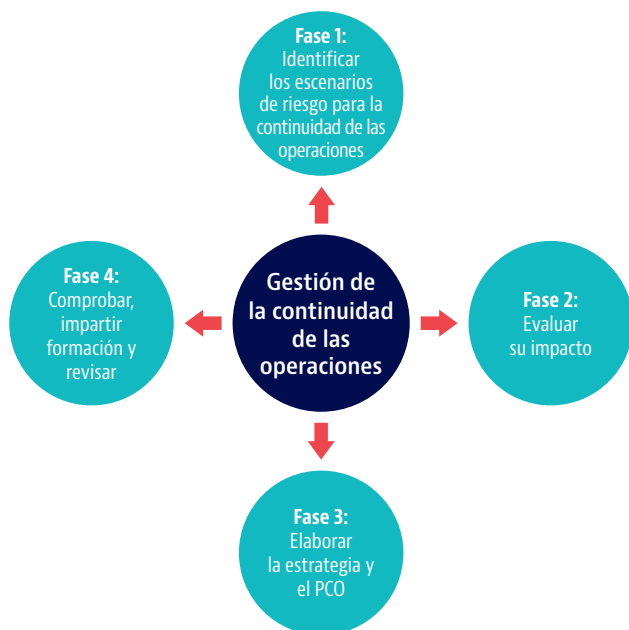 Fase 1:
Identificar
los escenarios
de riesgo para la
continuidad de las
operaciones
Gestión de
la continuidad
de las
operaciones
Fase 2:
Evaluar
su impacto
Fase 3:
Elaborar
la estrategia y
el PCO
Fase 4:
Comprobar,
impartir
formación y
revisar